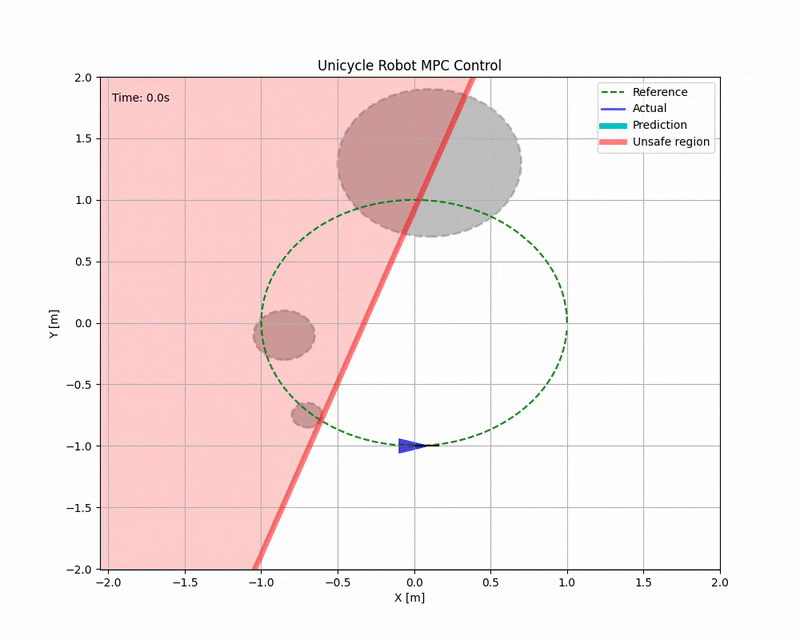 Unicycle Robot MPC Control
Time: 0.0s
Reference
Actual
Prediction
Unsafe region
2.0
1.5
1.0
0.5
0.0
−0.5
−1.0
−1.5
−2.0
Y [m]
−2.0 −1.5 −1.0 −0.5 0.0 0.5 1.0 1.5 2.0
X [m]